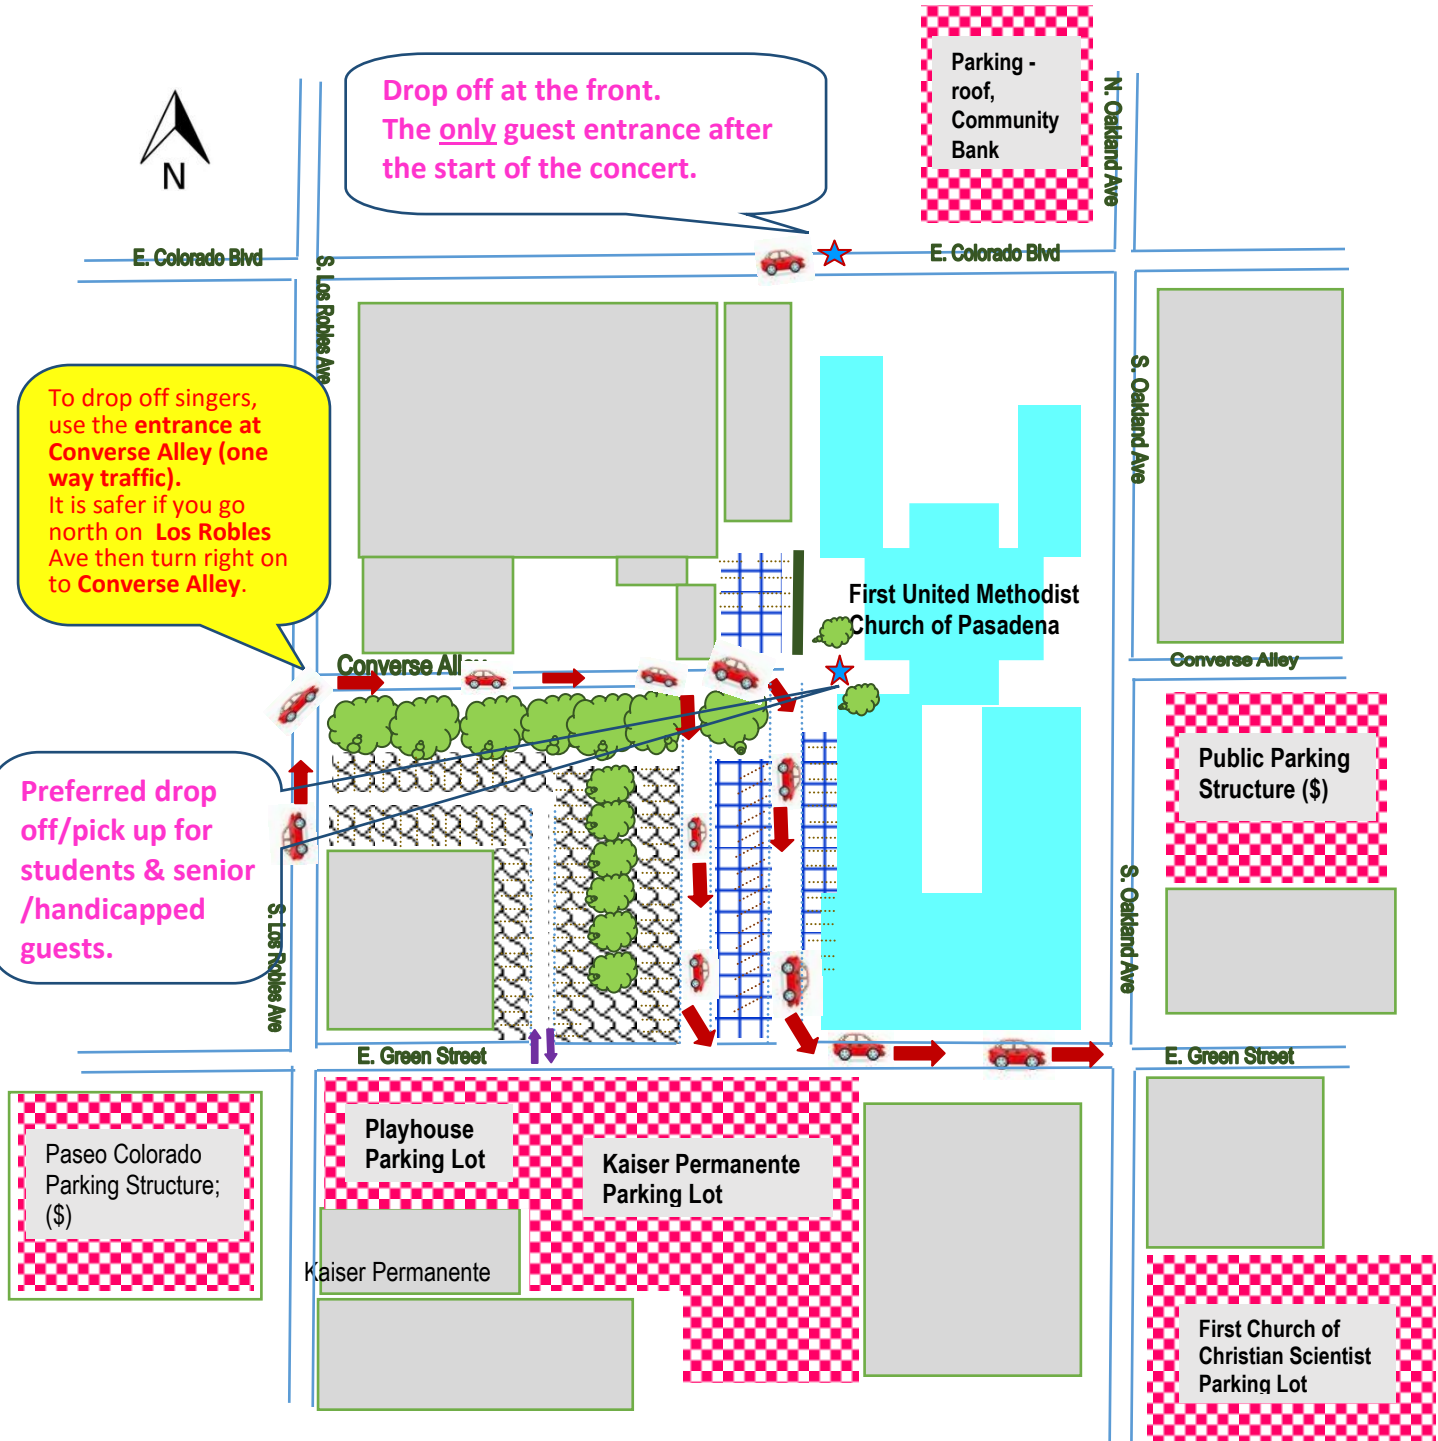 Parking -
roof,
Community
Bank
N. Oakland Ave
Drop off at the front.
The only guest entrance after
the start of the concert.
N
E. Colorado Blvd
E. Colorado Blvd
S. Los Robles Ave
S. Oakland Ave
To drop off singers,
use the entrance at
Converse Alley (one
way traffic).
It is safer if you go
north on Los Robles
Ave then turn right on
to Converse Alley.
First United Methodist
Church of Pasadena
Converse Alley
Converse Alley
Public Parking
Structure ($)
Preferred drop
off/pick up for
students & senior
/handicapped
guests.
S. Los Robles Ave
S. Oakland Ave
E. Green Street
E. Green Street
Paseo Colorado
Parking Structure;
($)
Playhouse
Parking Lot
Kaiser Permanente
Parking Lot
Kaiser Permanente
First Church of
Christian Scientist
Parking Lot